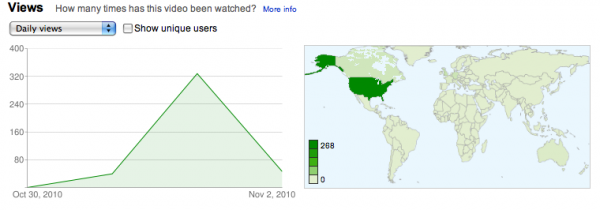 Views How many times has this video been watched? More info
Daily views Show unique users
400
320
240
160
80
Oct 30, 2010 Nov 2, 2010
268
0